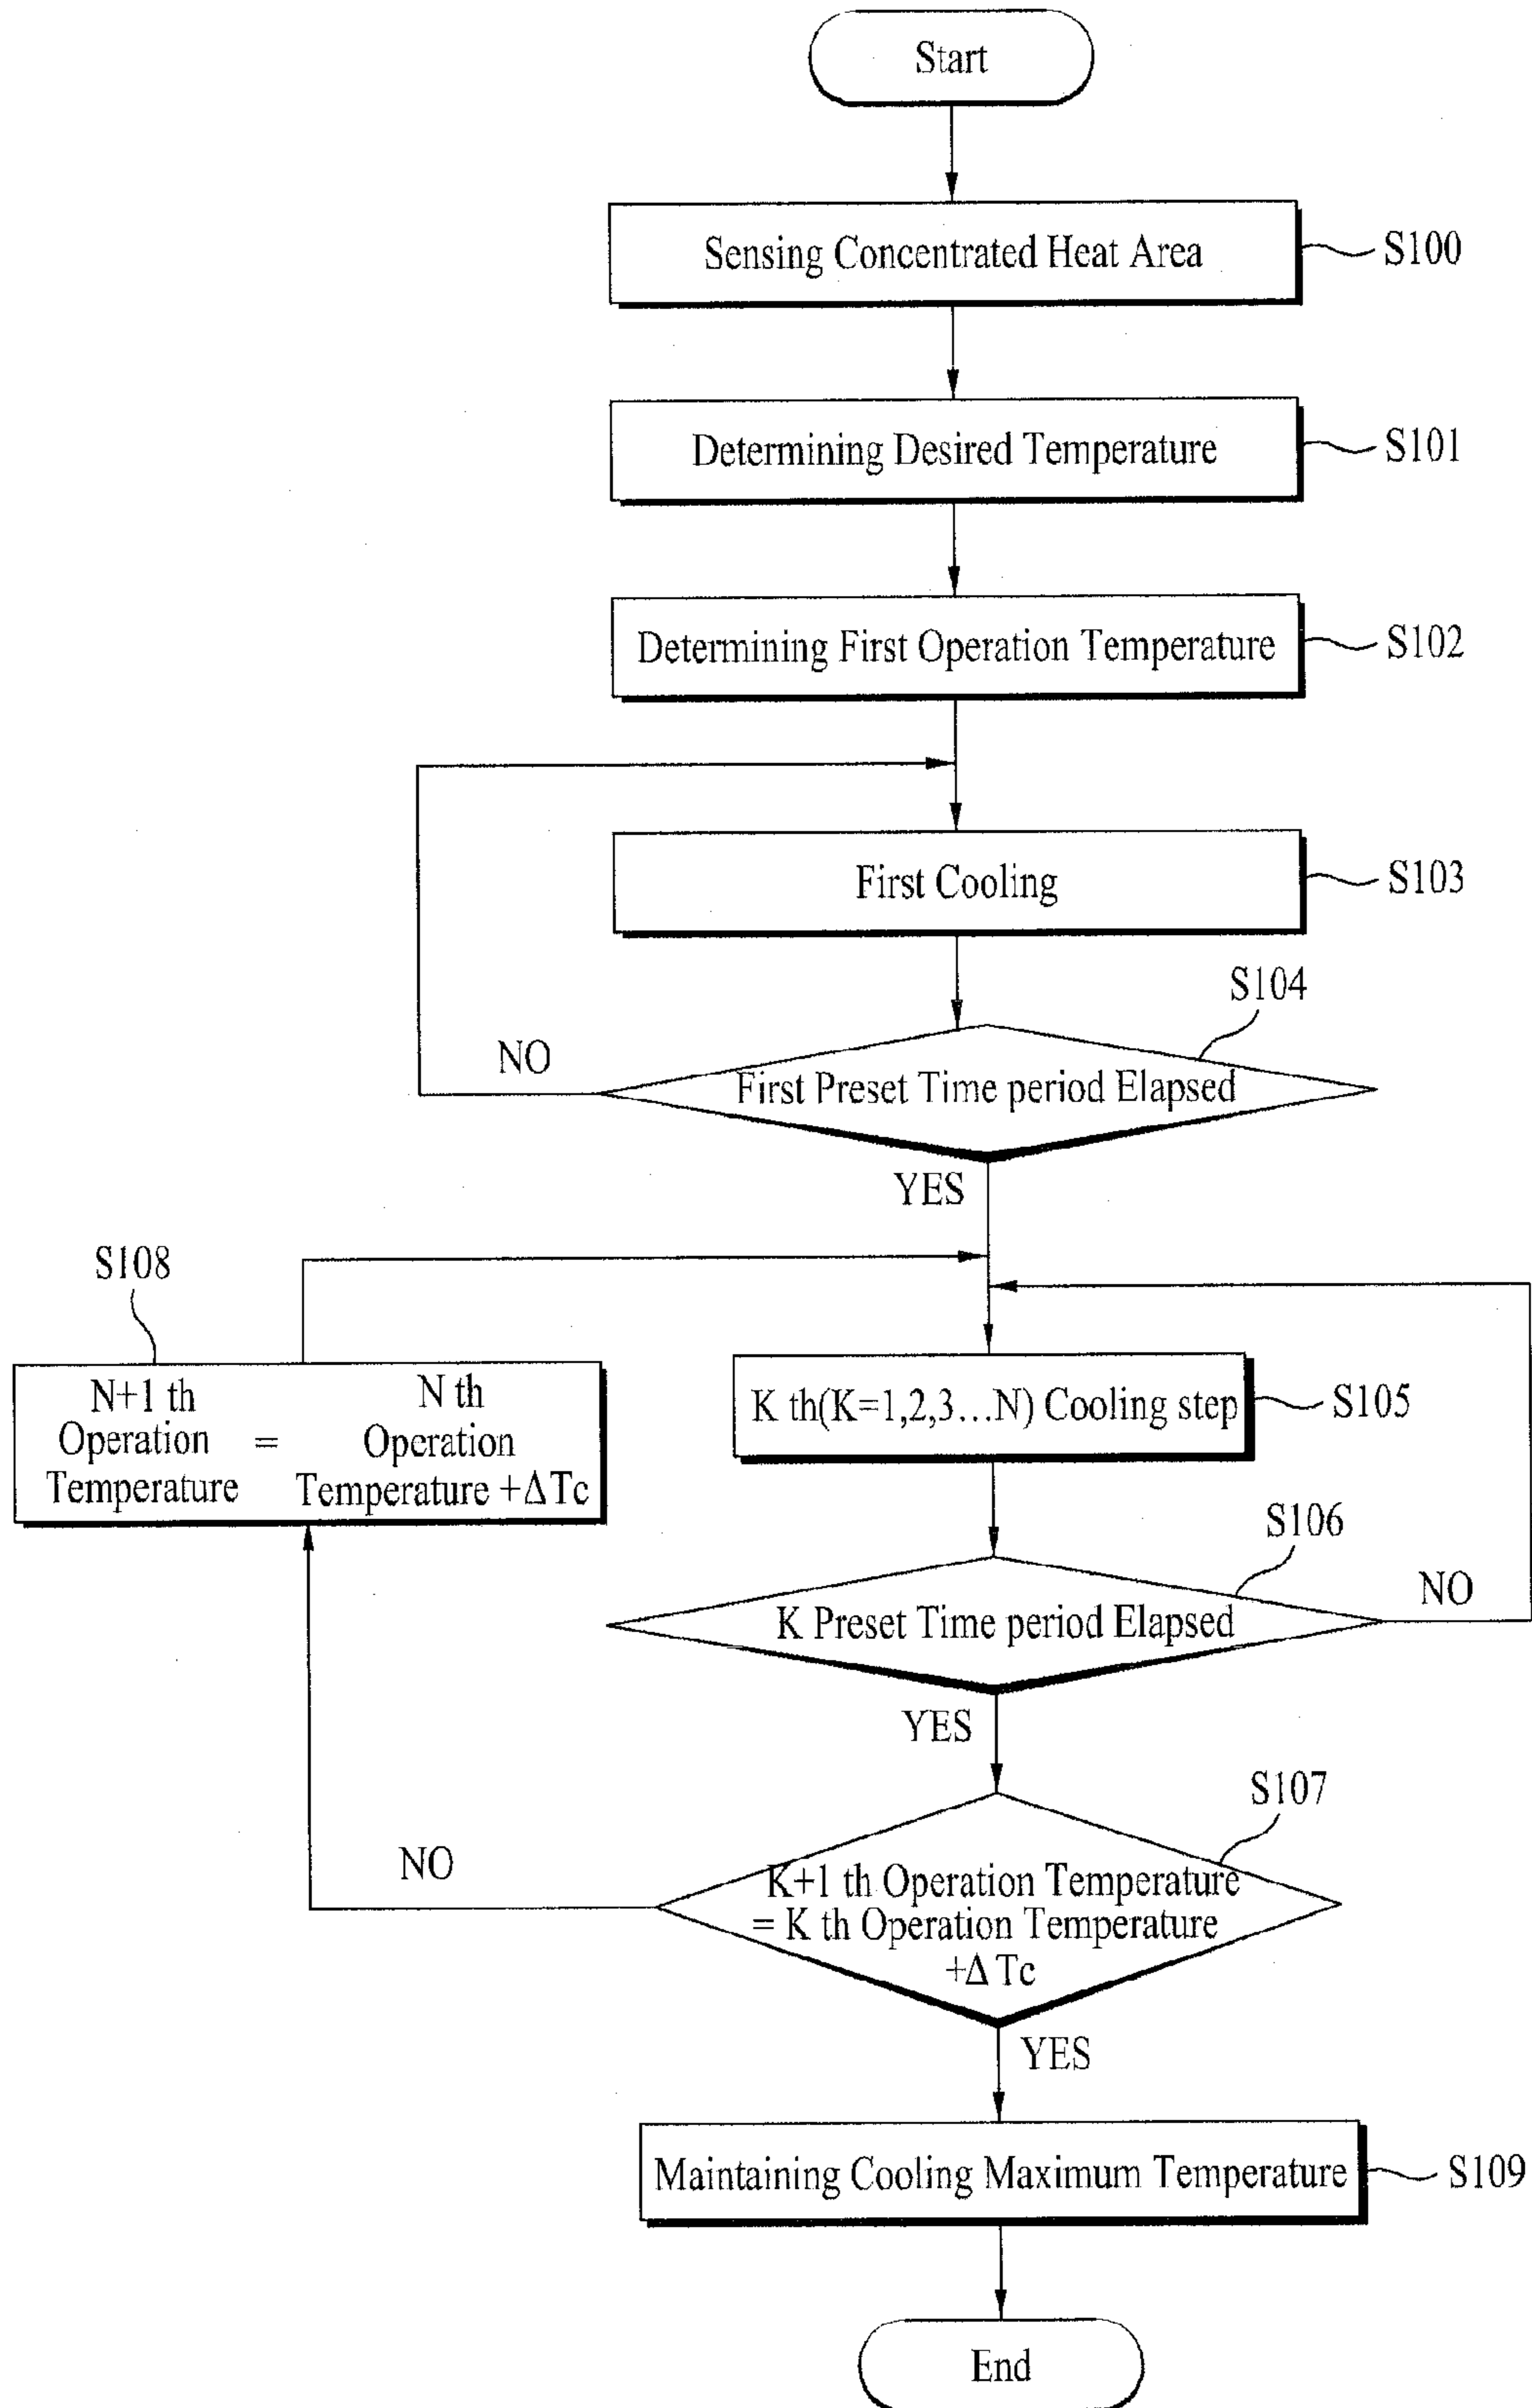 Start
Sensing Concentrated Heat Area
S100
Determining Desired Temperature
S101
Determining First Operation Temperature
S102
First Cooling
S103
S104
NO
First Preset Time period Elapsed
YES
S108
N+1 th
Operation
Temperature
=
N th
Operation
Temperature +ΔTc
K th(K=1,2,3...N) Cooling step
S105
S106
NO
K Preset Time period Elapsed
YES
S107
NO
K+1 th Operation Temperature
= K th Operation Temperature
+Δ Tc
YES
Maintaining Cooling Maximum Temperature
S109
End